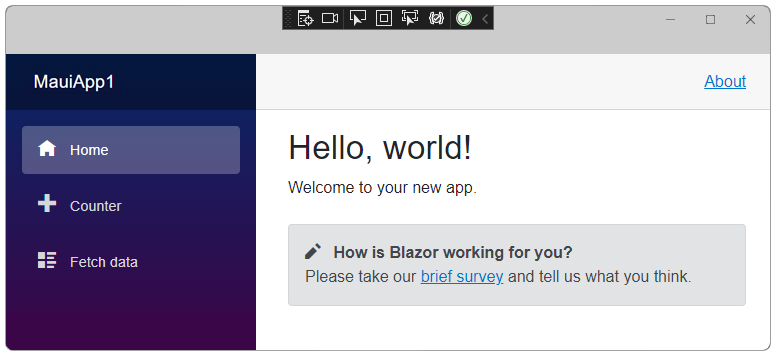 MauiApp1
About
Home
Counter
Fetch data
Hello, world!
Welcome to your new app.
How is Blazor working for you?
Please take our brief survey and tell us what you think.